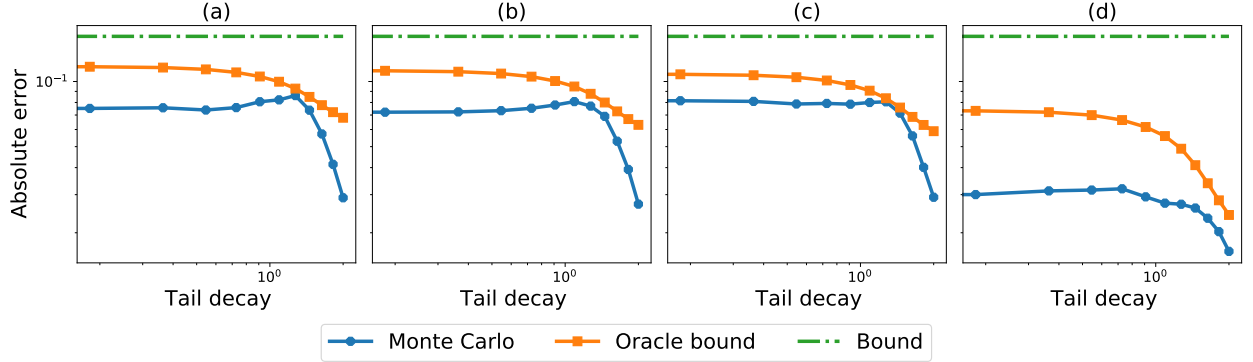 (a) (b) (c) (d)
Absolute error
10⁻¹
10⁰ 10⁰ 10⁰ 10⁰
Tail decay Tail decay Tail decay Tail decay
Monte Carlo Oracle bound Bound